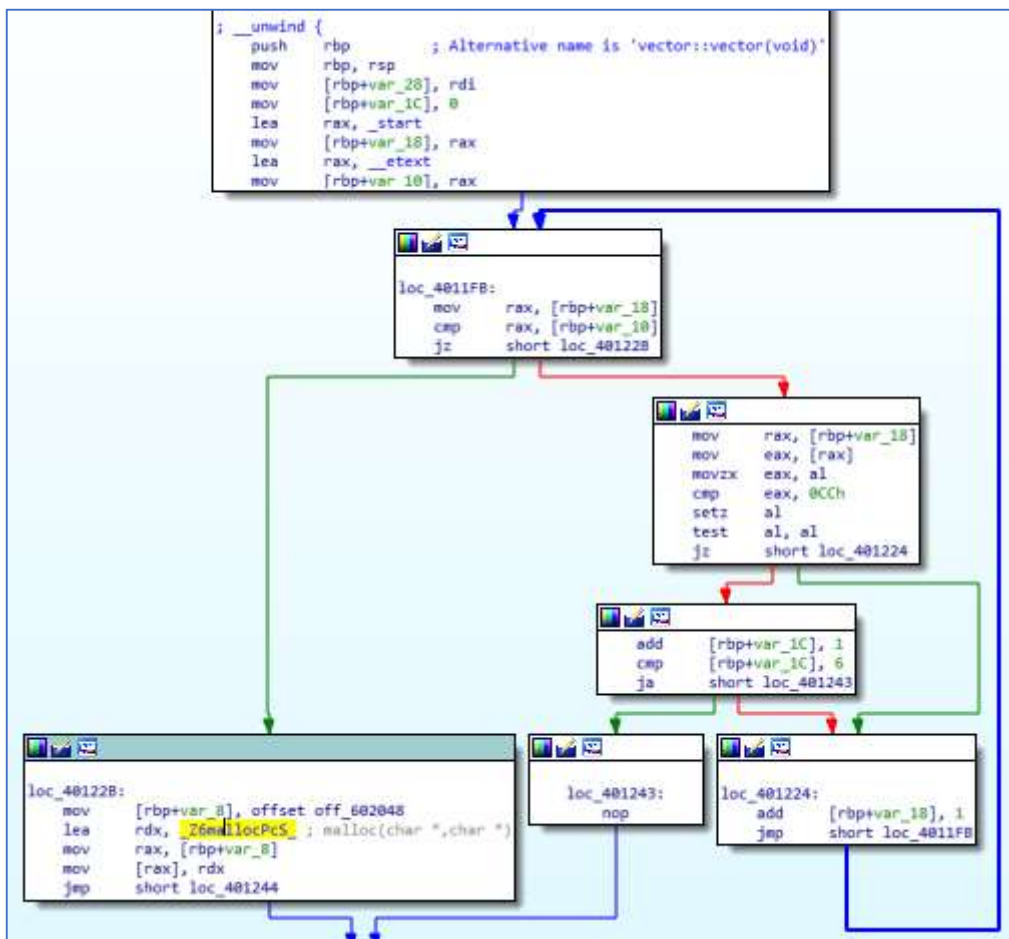 ; __unwind {
push rbp ; Alternative name is 'vector::vector(void)'
mov rbp, rsp
mov [rbp+var_28], rdi
mov [rbp+var_1C], 0
lea rax, _start
mov [rbp+var_18], rax
lea rax, __etext
mov [rbp+var_10], rax
loc_4011FB:
mov rax, [rbp+var_18]
cmp rax, [rbp+var_10]
jz short loc_40122B
mov rax, [rbp+var_18]
mov eax, [rax]
movzx eax, al
cmp eax, 0CCh
setz al
test al, al
jz short loc_401224
add [rbp+var_1C], 1
cmp [rbp+var_1C], 6
ja short loc_401243
loc_40122B:
mov [rbp+var_8], offset off_602048
lea rdx, _Z6mallocPcS_ ; malloc(char *,char *)
mov rax, [rbp+var_8]
mov [rax], rdx
jmp short loc_401244
loc_401243:
nop
loc_401224:
add [rbp+var_18], 1
jmp short loc_4011FB